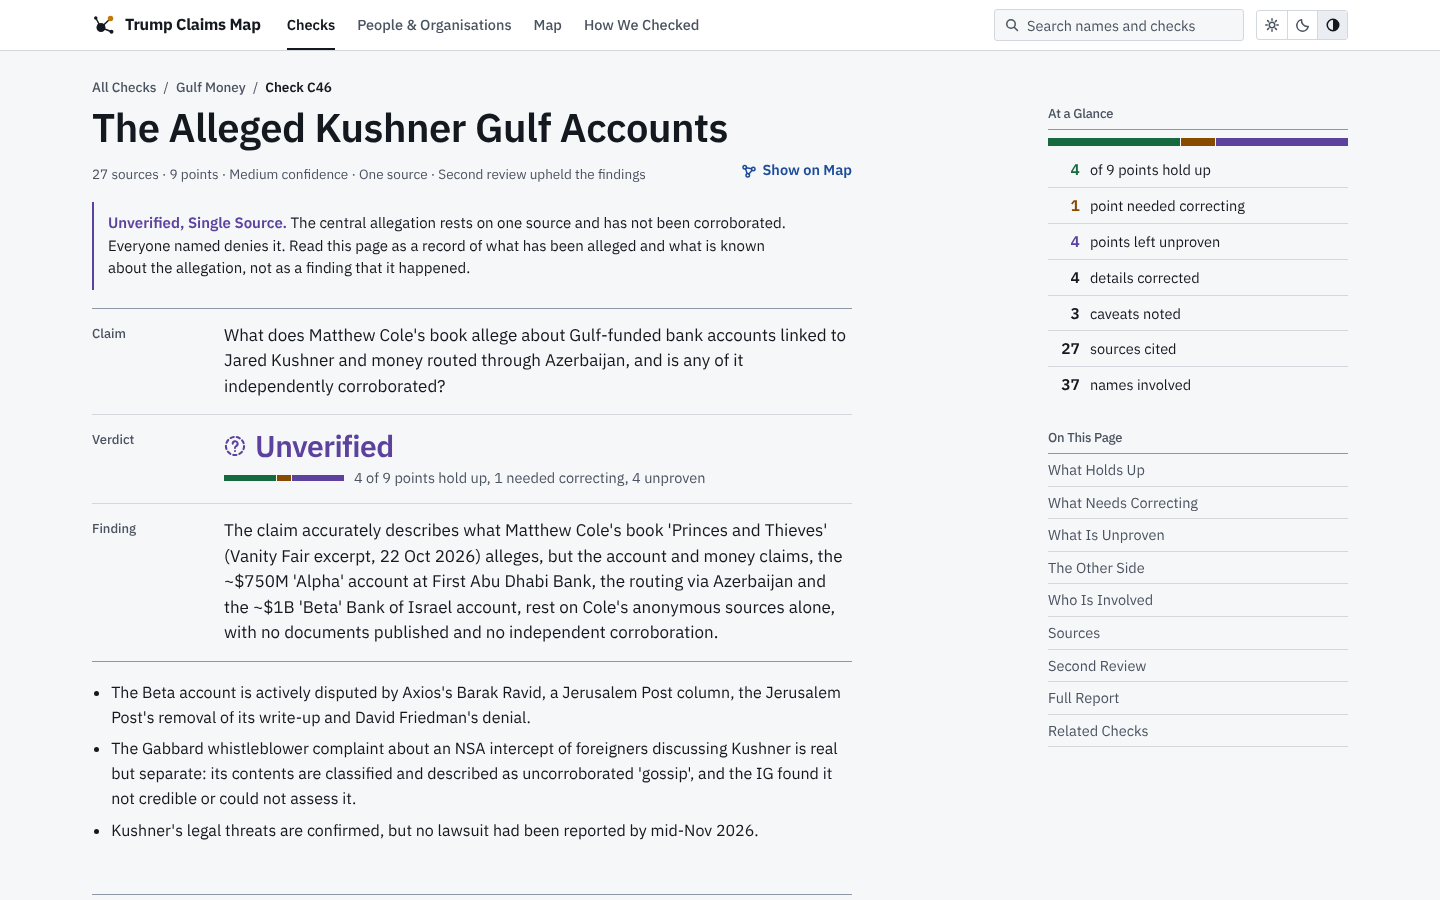 Trump Claims Map
Checks
People & Organisations
Map
How We Checked
Search names and checks
All Checks / Gulf Money / Check C46
The Alleged Kushner Gulf Accounts
27 sources · 9 points · Medium confidence · One source · Second review upheld the findings
Show on Map
Unverified, Single Source. The central allegation rests on one source and has not been corroborated.
Everyone named denies it. Read this page as a record of what has been alleged and what is known
about the allegation, not as a finding that it happened.
Claim
What does Matthew Cole's book allege about Gulf-funded bank accounts linked to
Jared Kushner and money routed through Azerbaijan, and is any of it
independently corroborated?
Verdict
Unverified
4 of 9 points hold up, 1 needed correcting, 4 unproven
Finding
The claim accurately describes what Matthew Cole's book 'Princes and Thieves'
(Vanity Fair excerpt, 22 Oct 2026) alleges, but the account and money claims, the
~$750M 'Alpha' account at First Abu Dhabi Bank, the routing via Azerbaijan and
the ~$1B 'Beta' Bank of Israel account, rest on Cole's anonymous sources alone,
with no documents published and no independent corroboration.
• The Beta account is actively disputed by Axios's Barak Ravid, a Jerusalem Post column, the Jerusalem
Post's removal of its write-up and David Friedman's denial.
• The Gabbard whistleblower complaint about an NSA intercept of foreigners discussing Kushner is real
but separate: its contents are classified and described as uncorroborated 'gossip', and the IG found it
not credible or could not assess it.
• Kushner's legal threats are confirmed, but no lawsuit had been reported by mid-Nov 2026.
At a Glance
4 of 9 points hold up
1 point needed correcting
4 points left unproven
4 details corrected
3 caveats noted
27 sources cited
37 names involved
On This Page
What Holds Up
What Needs Correcting
What Is Unproven
The Other Side
Who Is Involved
Sources
Second Review
Full Report
Related Checks